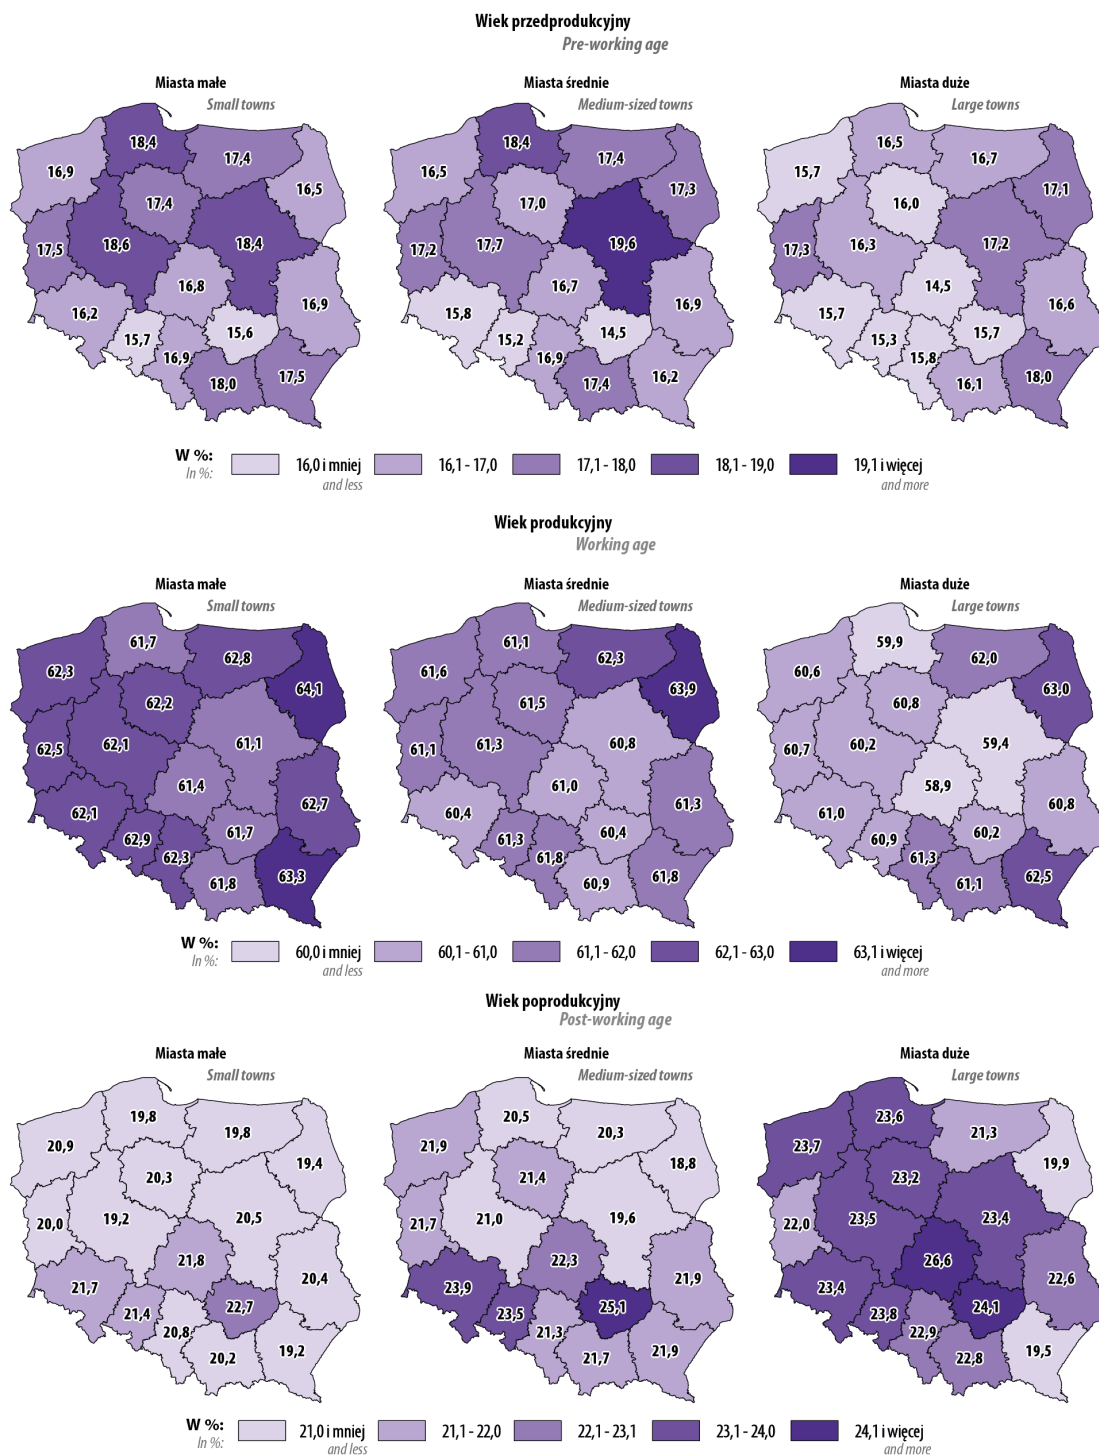 Wiek przedprodukcyjny
Pre-working age
Miasta małe
Small towns
Miasta średnie
Medium-sized towns
Miasta duże
Large towns
18,4
17,4
16,9
16,5
17,4
17,5
18,6
18,4
16,8
16,9
16,2
15,7
15,6
16,9
18,0
17,5
18,4
17,4
16,5
17,3
17,0
17,2
17,7
19,6
16,7
16,9
15,8
15,2
14,5
16,9
17,4
16,2
16,5
16,7
15,7
17,1
16,0
17,3
16,3
17,2
14,5
16,6
15,7
15,3
15,7
15,8
16,1
18,0
W %:
In %:
16,0 i mniej
and less
16,1 - 17,0
17,1 - 18,0
18,1 - 19,0
19,1 i więcej
and more
Wiek produkcyjny
Working age
Miasta małe
Small towns
Miasta średnie
Medium-sized towns
Miasta duże
Large towns
61,7
62,8
62,3
64,1
62,2
62,5
62,1
61,1
61,4
62,7
62,1
62,9
61,7
62,3
61,8
63,3
61,1
62,3
61,6
63,9
61,5
61,1
61,3
60,8
61,0
61,3
60,4
61,3
60,4
61,8
60,9
61,8
59,9
62,0
60,6
63,0
60,8
60,7
60,2
59,4
58,9
60,8
61,0
60,9
60,2
61,3
61,1
62,5
W %:
In %:
60,0 i mniej
and less
60,1 - 61,0
61,1 - 62,0
62,1 - 63,0
63,1 i więcej
and more
Wiek poprodukcyjny
Post-working age
Miasta małe
Small towns
Miasta średnie
Medium-sized towns
Miasta duże
Large towns
19,8
19,8
20,9
19,4
20,3
20,0
19,2
20,5
21,8
20,4
21,7
21,4
22,7
20,8
20,2
19,2
20,5
20,3
21,9
18,8
21,4
21,7
21,0
19,6
22,3
21,9
23,9
23,5
25,1
21,3
21,7
21,9
23,6
21,3
23,7
19,9
23,2
22,0
23,5
23,4
26,6
22,6
23,4
23,8
24,1
22,9
22,8
19,5
W %:
In %:
21,0 i mniej
and less
21,1 - 22,0
22,1 - 23,1
23,1 - 24,0
24,1 i więcej
and more